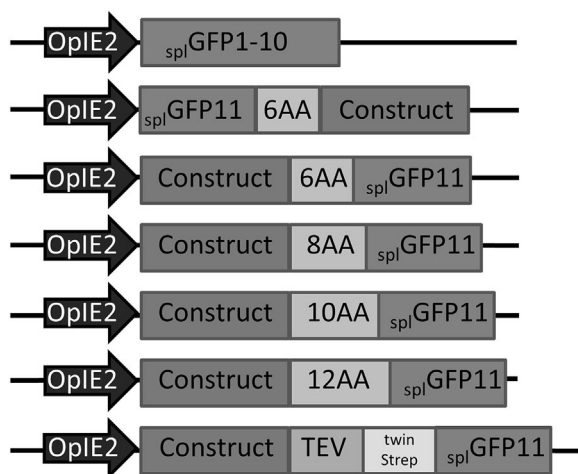 OpIE2 splGFP1-10
OpIE2 splGFP11 6AA Construct
OpIE2 Construct 6AA splGFP11
OpIE2 Construct 8AA splGFP11
OpIE2 Construct 10AA splGFP11
OpIE2 Construct 12AA splGFP11
OpIE2 Construct TEV twin Strep splGFP11